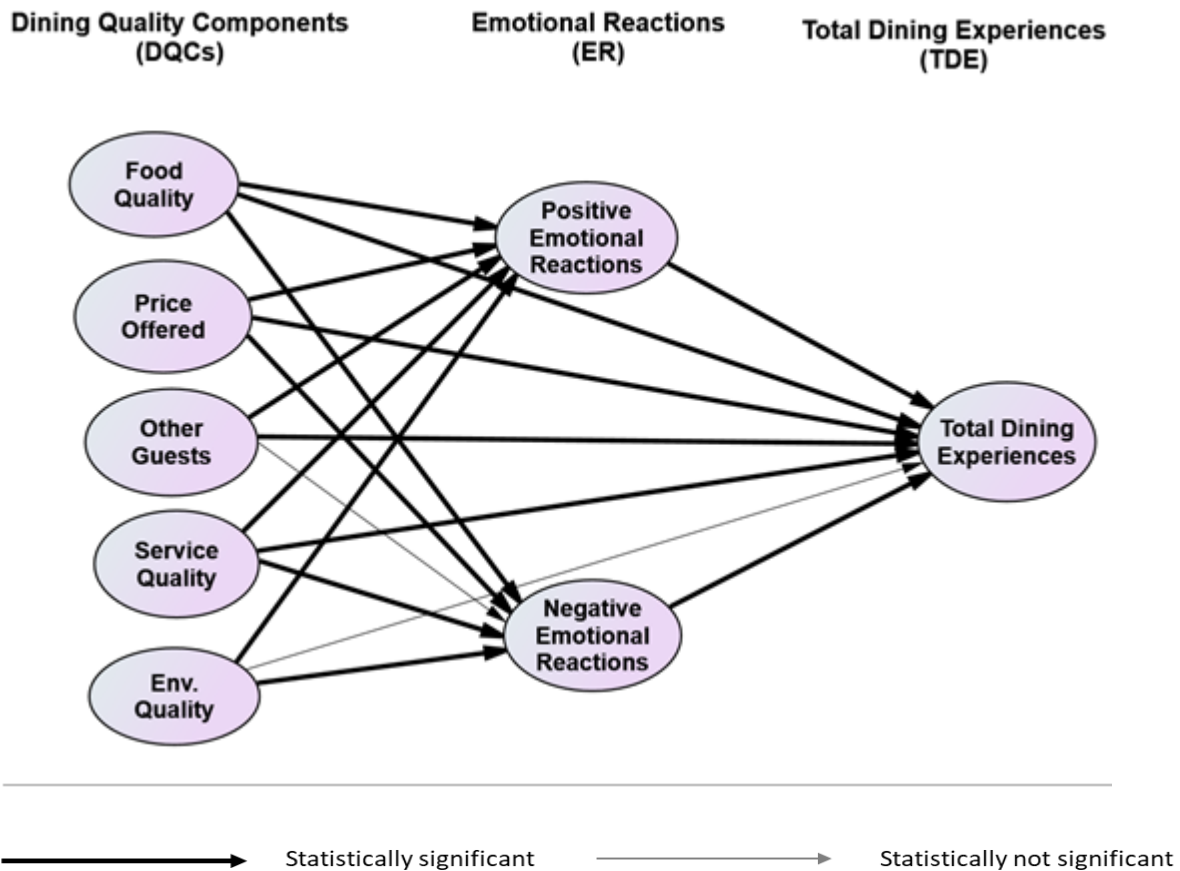 Dining Quality Components
(DQCs)
Emotional Reactions
(ER)
Total Dining Experiences
(TDE)
Food
Quality
Price
Offered
Other
Guests
Service
Quality
Env.
Quality
Positive
Emotional
Reactions
Negative
Emotional
Reactions
Total Dining
Experiences
Statistically significant
Statistically not significant